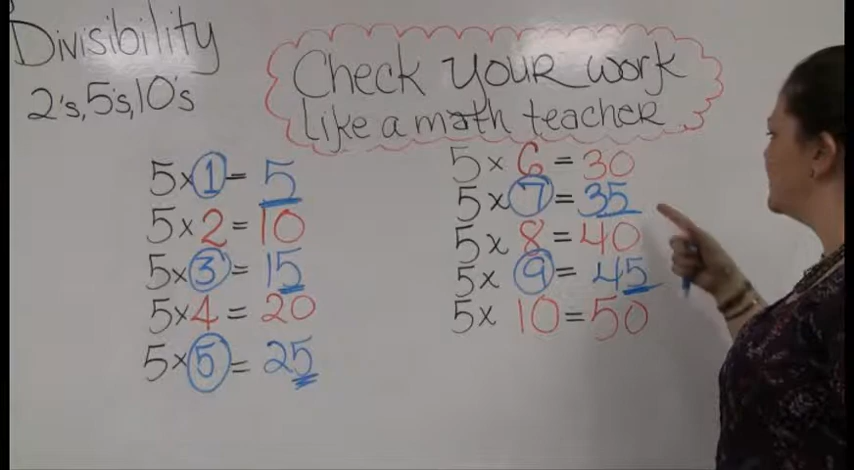 Divisibility
2's, 5's, 10's
Check YOUR work
like a math teacher
5×1=5
5×2=10
5×3=15
5×4=20
5×5=25
5×6=30
5×7=35
5×8=40
5×9=45
5×10=50